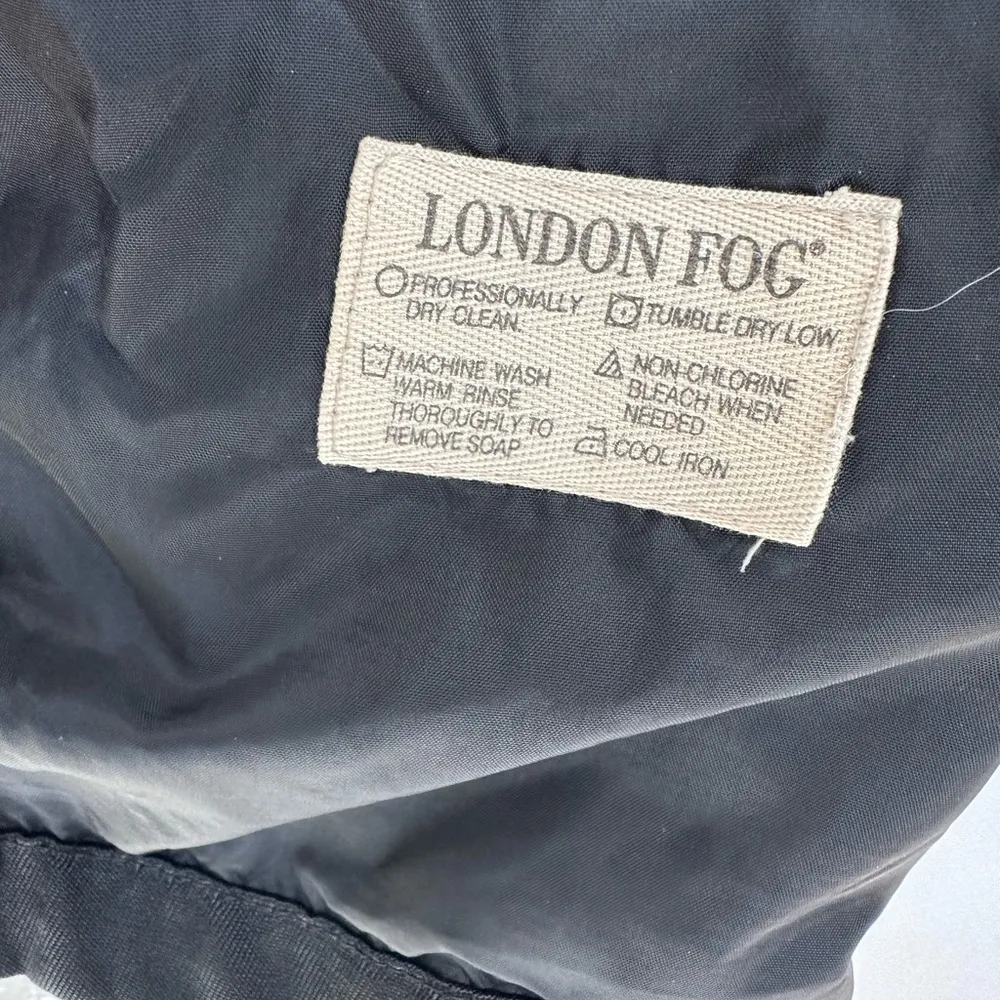 LONDON FOG®
PROFESSIONALLY
DRY CLEAN.
MACHINE WASH
WARM RINSE
THOROUGHLY TO
REMOVE SOAP
TUMBLE DRY LOW
NON-CHLORINE
BLEACH WHEN
NEEDED
COOL IRON